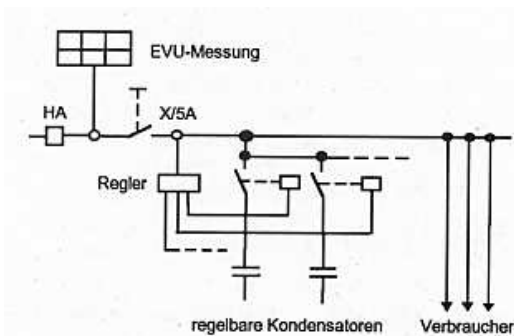 EVU-Messung
HA
X/5A
Regler
regelbare Kondensatoren
Verbraucher